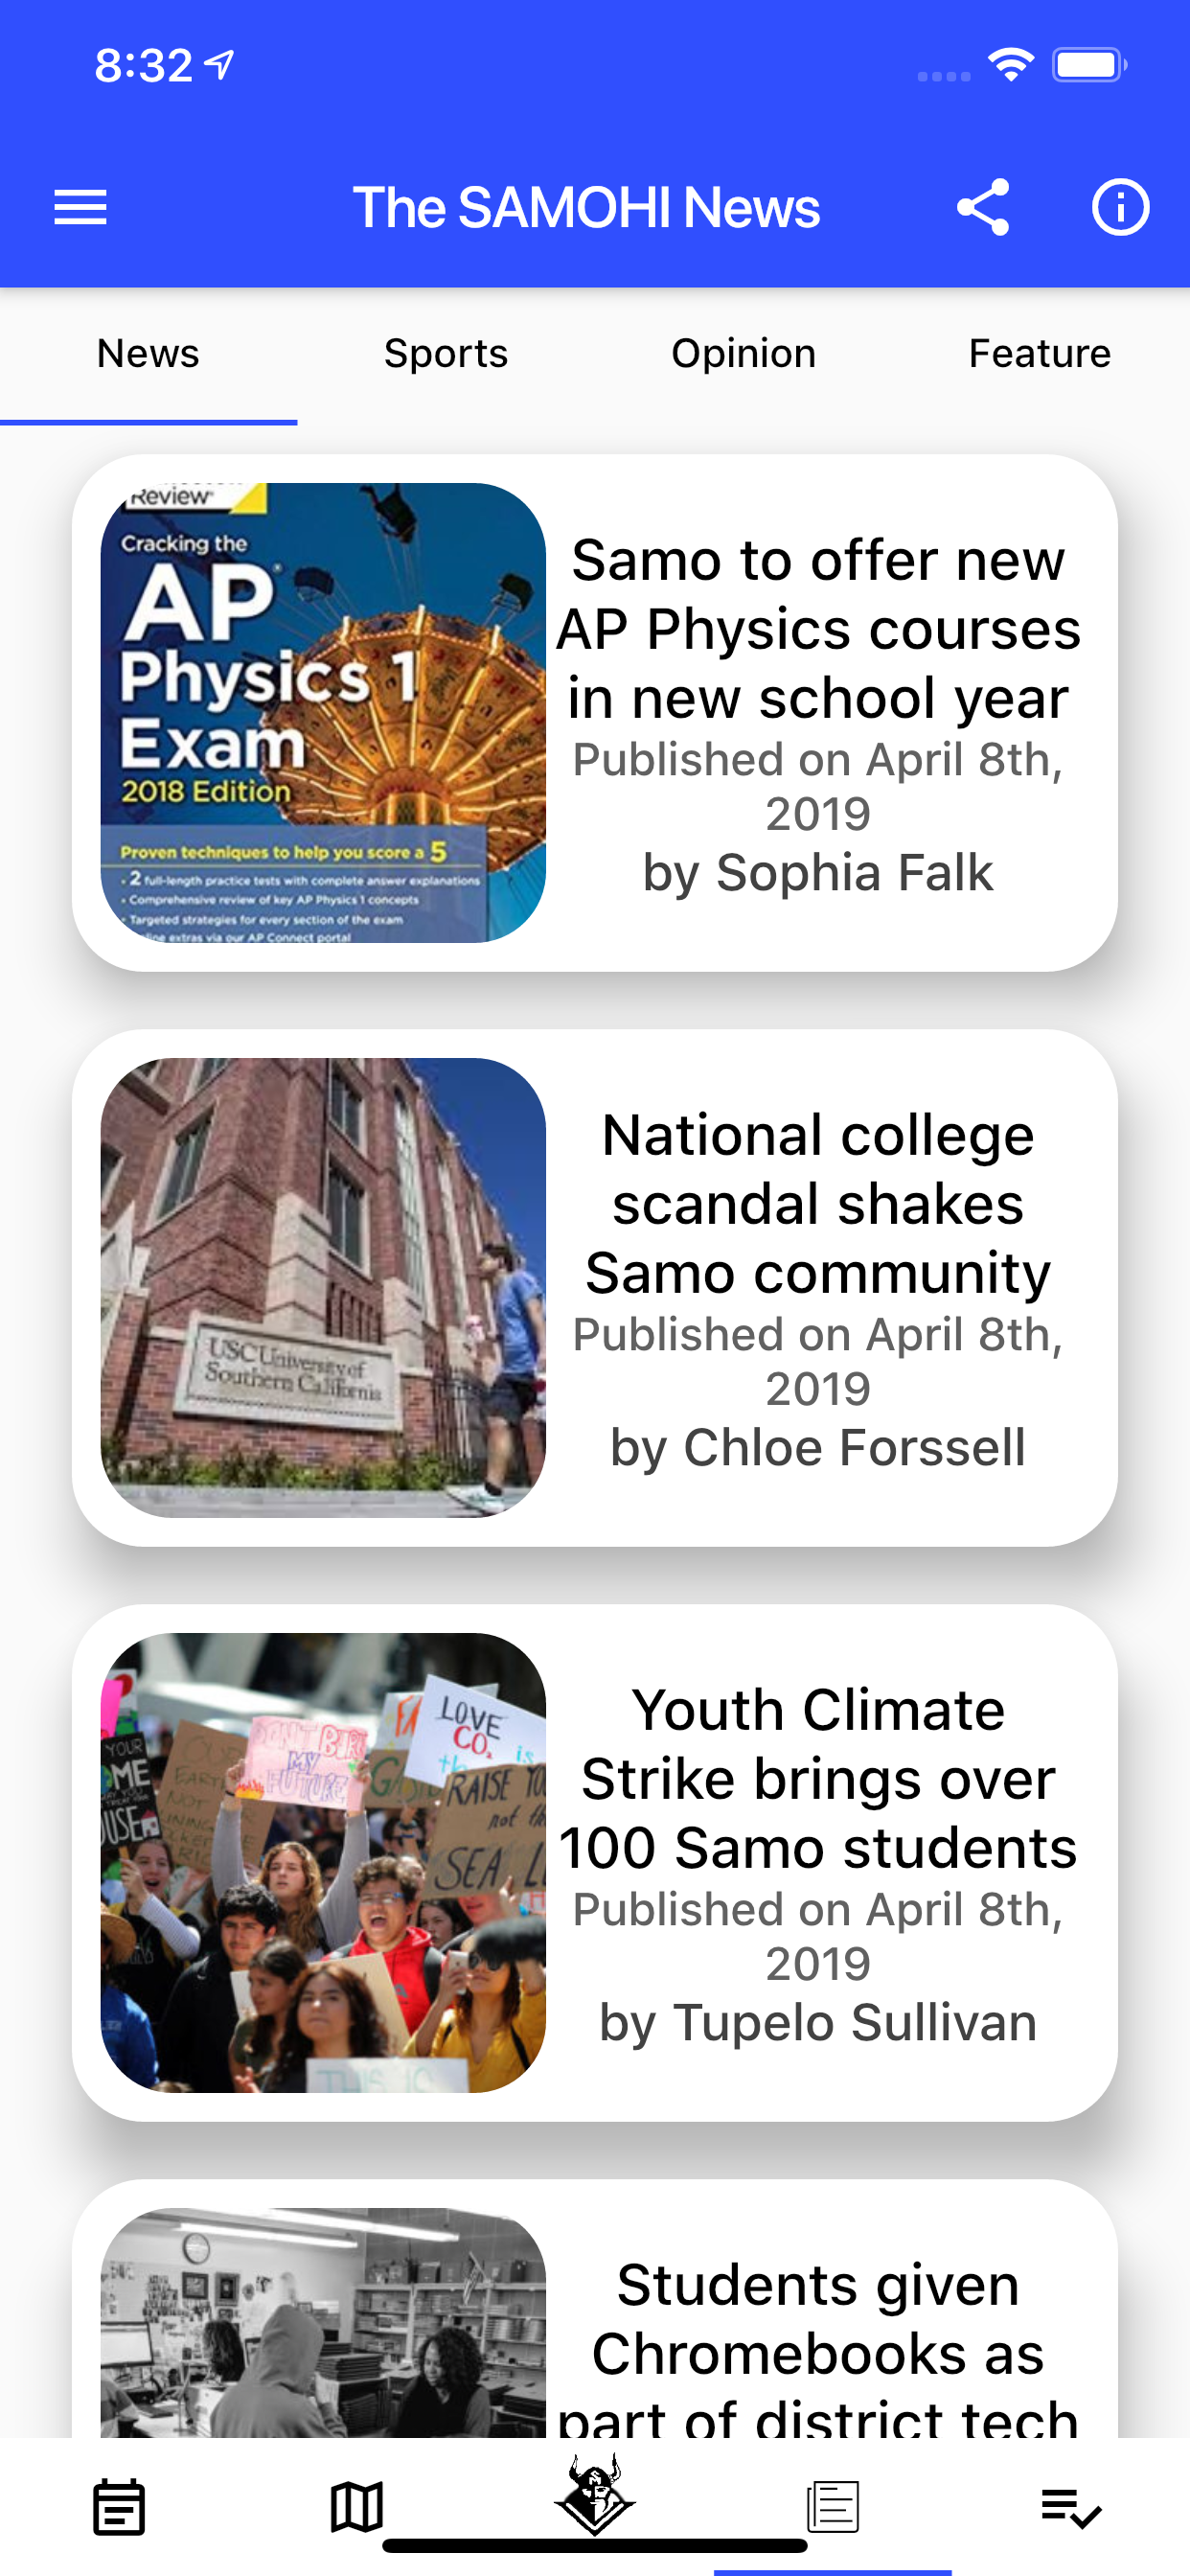 8:32
The SAMOHI News
News Sports Opinion Feature
Review
Cracking the
AP
Physics 1
Exam
2018 Edition
Proven techniques to help you score a 5
• 2 full-length practice tests with complete answer explanations
• Comprehensive review of key AP Physics 1 concepts
• Targeted strategies for every section of the exam
extras via our AP Connect portal
Samo to offer new
AP Physics courses
in new school year
Published on April 8th,
2019
by Sophia Falk
USC University of
Southern California
National college
scandal shakes
Samo community
Published on April 8th,
2019
by Chloe Forssell
YOUR
DON'T BURN
MY
FUTURE
LOVE
CO2
is
RAISE
not
SEA
THIS IS
Youth Climate
Strike brings over
100 Samo students
Published on April 8th,
2019
by Tupelo Sullivan
Students given
Chromebooks as
part of district tech